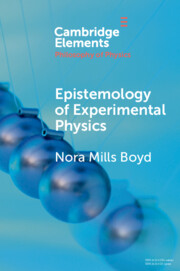 Cambridge
Elements
Philosophy of Physics
Epistemology
of Experimental
Physics
Nora Mills Boyd